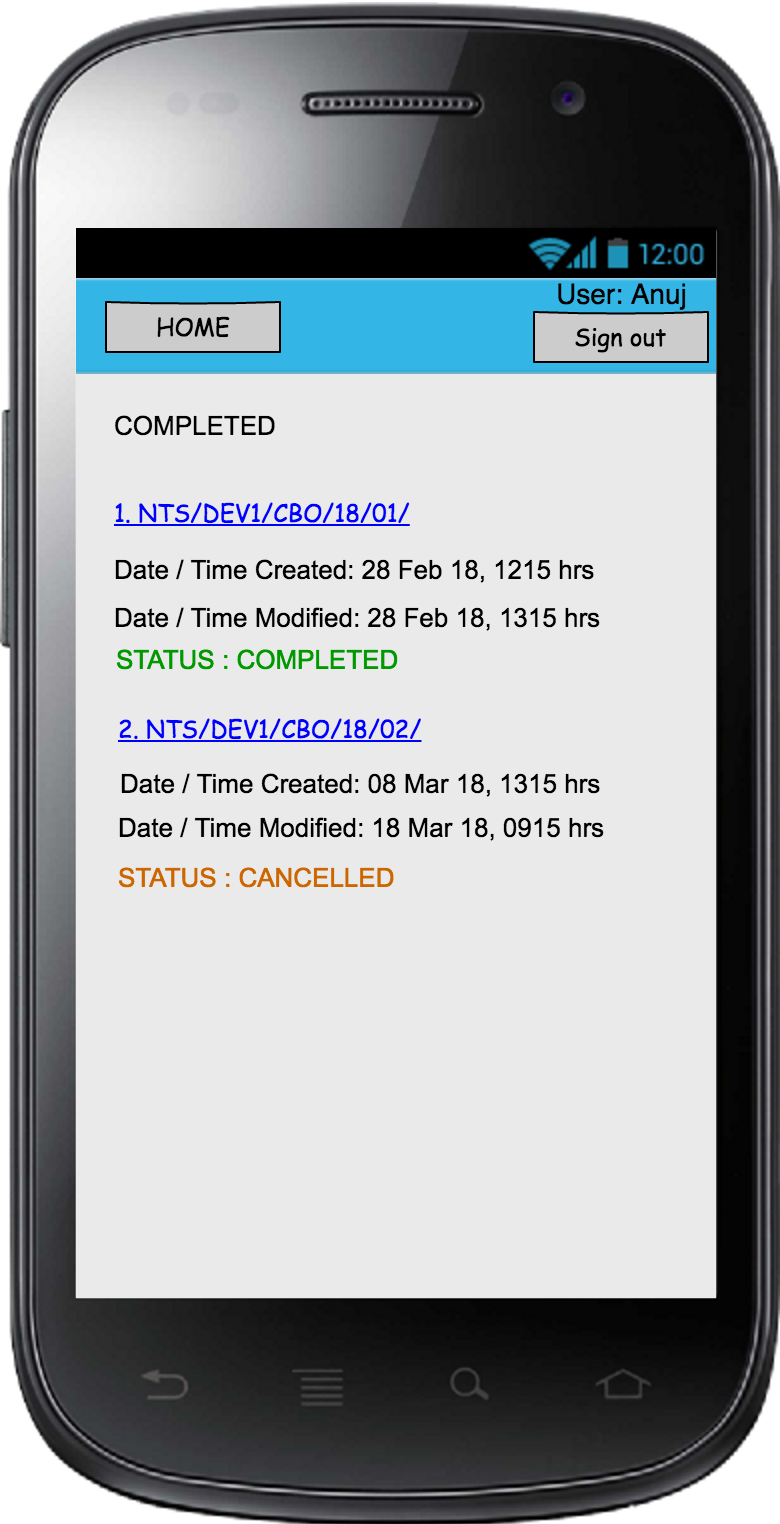 12:00
User: Anuj
HOME
Sign out
COMPLETED
1. NTS/DEV1/CBO/18/01/
Date / Time Created: 28 Feb 18, 1215 hrs
Date / Time Modified: 28 Feb 18, 1315 hrs
STATUS : COMPLETED
2. NTS/DEV1/CBO/18/02/
Date / Time Created: 08 Mar 18, 1315 hrs
Date / Time Modified: 18 Mar 18, 0915 hrs
STATUS : CANCELLED